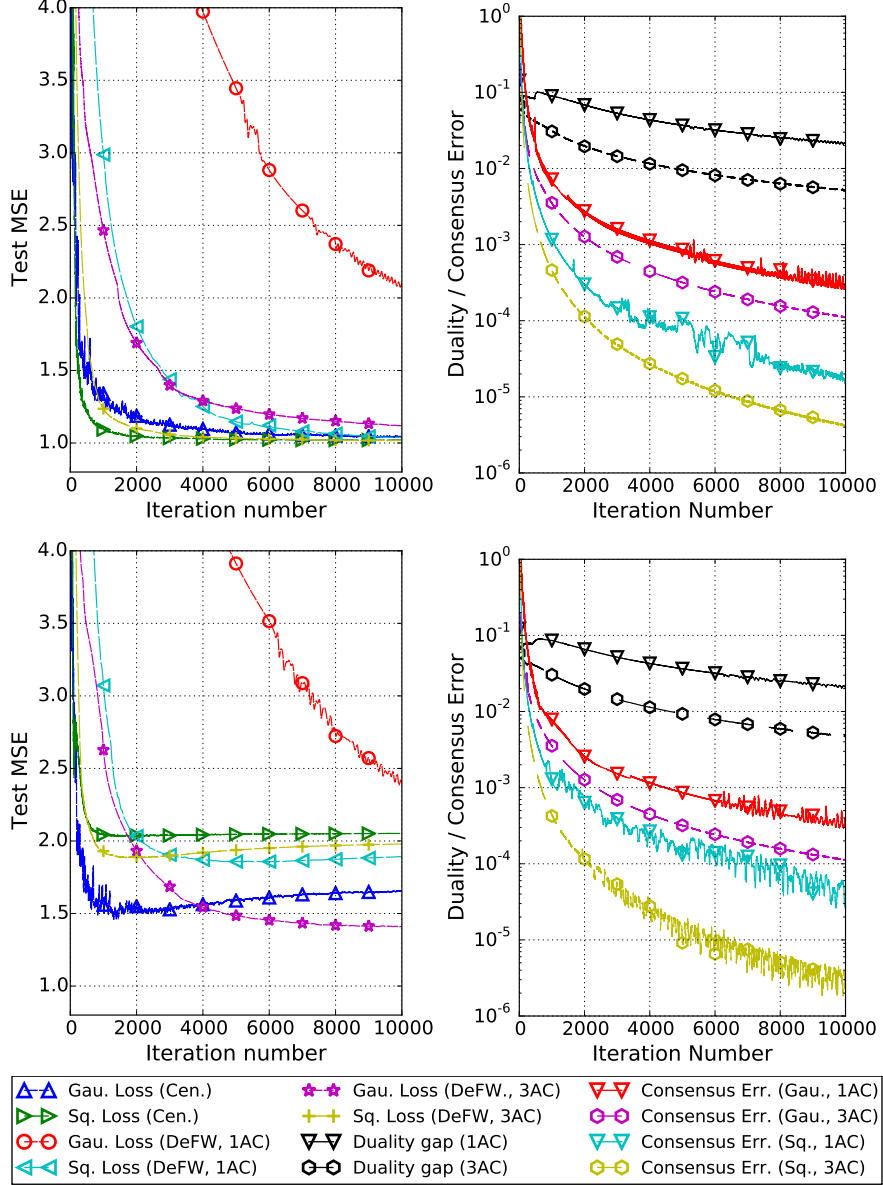 4.0
3.5
3.0
2.5
2.0
1.5
1.0
Test MSE
0 2000 4000 6000 8000 10000
Iteration number
10^0
10^-1
10^-2
10^-3
10^-4
10^-5
10^-6
Duality / Consensus Error
0 2000 4000 6000 8000 10000
Iteration Number
4.0
3.5
3.0
2.5
2.0
1.5
1.0
Test MSE
0 2000 4000 6000 8000 10000
Iteration number
10^0
10^-1
10^-2
10^-3
10^-4
10^-5
10^-6
Duality / Consensus Error
0 2000 4000 6000 8000 10000
Iteration Number
Gau. Loss (Cen.)
Sq. Loss (Cen.)
Gau. Loss (DeFW, 1AC)
Sq. Loss (DeFW, 1AC)
Gau. Loss (DeFW., 3AC)
Sq. Loss (DeFW, 3AC)
Duality gap (1AC)
Duality gap (3AC)
Consensus Err. (Gau., 1AC)
Consensus Err. (Gau., 3AC)
Consensus Err. (Sq., 1AC)
Consensus Err. (Sq., 3AC)